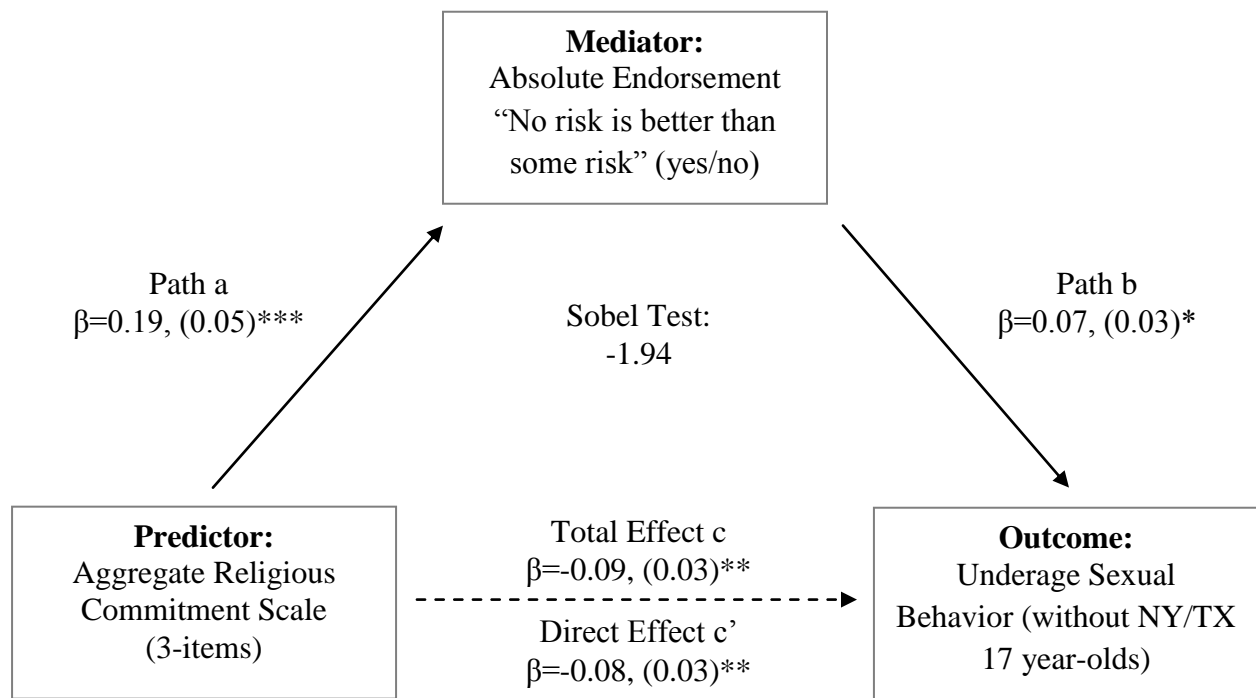 Mediator:
Absolute Endorsement
“No risk is better than
some risk” (yes/no)
Path a
β=0.19, (0.05)***
Sobel Test:
-1.94
Path b
β=0.07, (0.03)*
Predictor:
Aggregate Religious
Commitment Scale
(3-items)
Total Effect c
β=-0.09, (0.03)**
Direct Effect c’
β=-0.08, (0.03)**
Outcome:
Underage Sexual
Behavior (without NY/TX
17 year-olds)